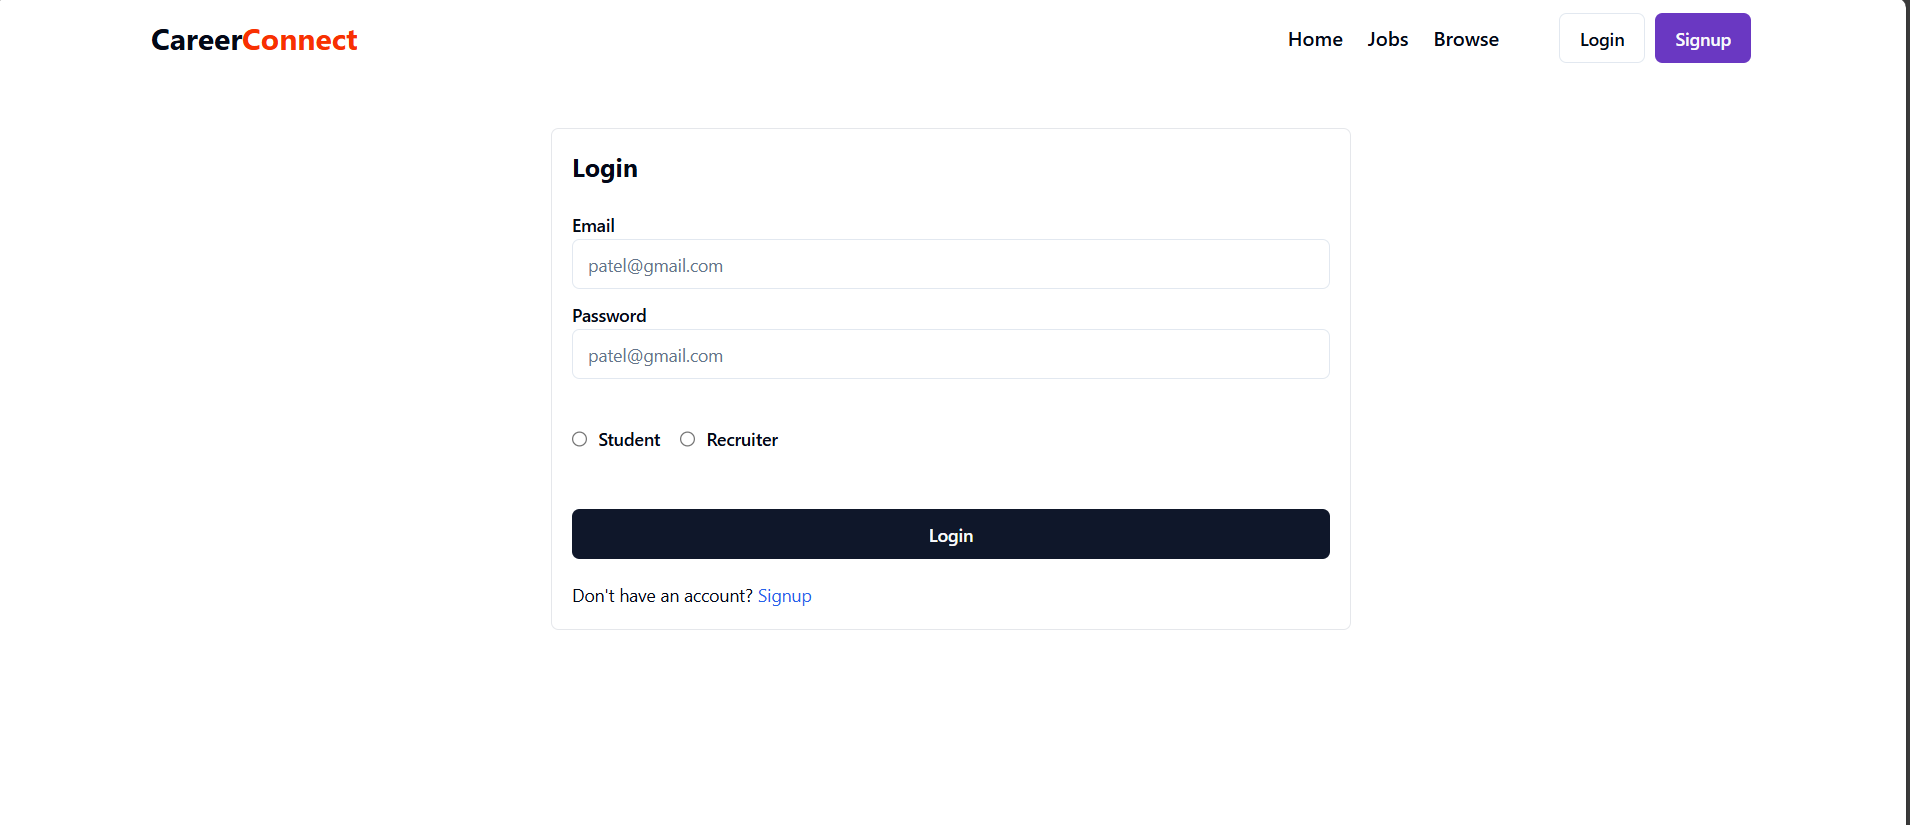 CareerConnect
Home Jobs Browse Login Signup
Login
Email
patel@gmail.com
Password
patel@gmail.com
Student Recruiter
Login
Don't have an account? Signup